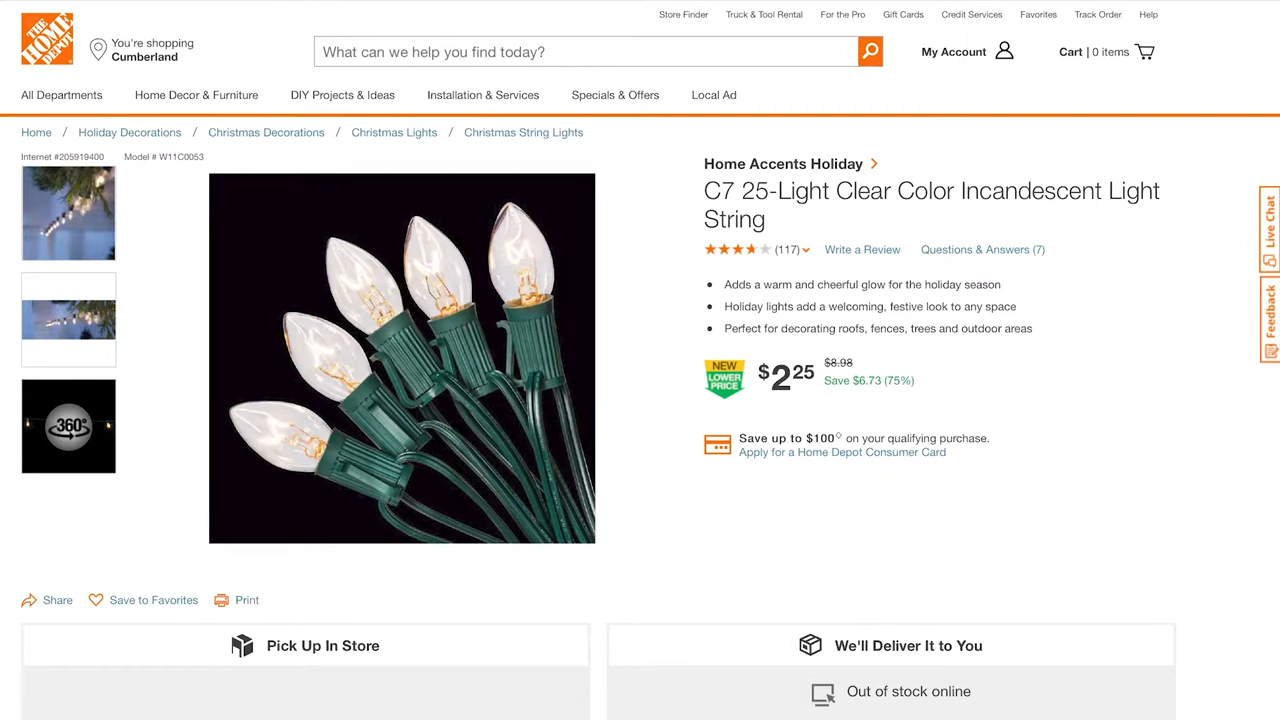 Store Finder Truck & Tool Rental For the Pro Gift Cards Credit Services Favorites Track Order Help
THE HOME DEPOT
You're shopping
Cumberland
What can we help you find today?
My Account
Cart | 0 items
All Departments Home Decor & Furniture DIY Projects & Ideas Installation & Services Specials & Offers Local Ad
Home / Holiday Decorations / Christmas Decorations / Christmas Lights / Christmas String Lights
Internet #205919400 Model # W11C0053
360°
Home Accents Holiday
C7 25-Light Clear Color Incandescent Light
String
(117) Write a Review Questions & Answers (7)
Adds a warm and cheerful glow for the holiday season
Holiday lights add a welcoming, festive look to any space
Perfect for decorating roofs, fences, trees and outdoor areas
NEW
LOWER
PRICE
$2 25
$8.98
Save $6.73 (75%)
Save up to $100◊ on your qualifying purchase.
Apply for a Home Depot Consumer Card
Live Chat
Feedback
Share Save to Favorites Print
Pick Up In Store
We'll Deliver It to You
Out of stock online